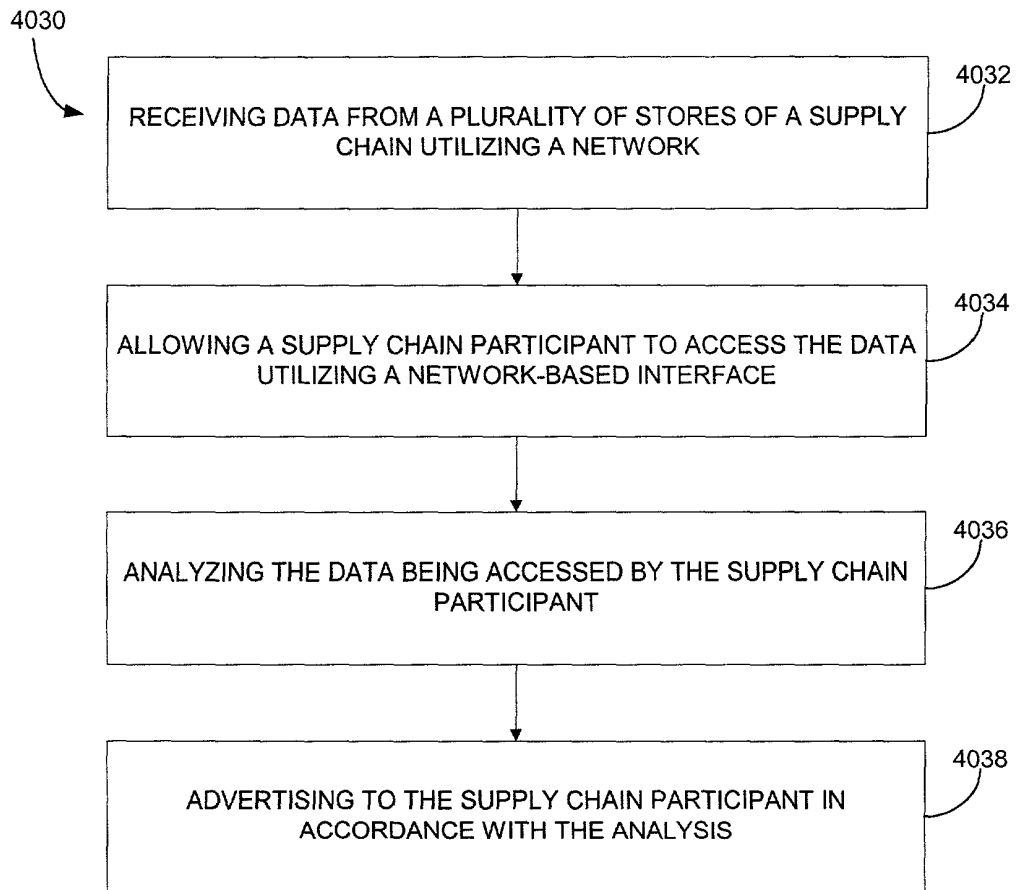 4030
4032
RECEIVING DATA FROM A PLURALITY OF STORES OF A SUPPLY
CHAIN UTILIZING A NETWORK
4034
ALLOWING A SUPPLY CHAIN PARTICIPANT TO ACCESS THE DATA
UTILIZING A NETWORK-BASED INTERFACE
4036
ANALYZING THE DATA BEING ACCESSED BY THE SUPPLY CHAIN
PARTICIPANT
4038
ADVERTISING TO THE SUPPLY CHAIN PARTICIPANT IN
ACCORDANCE WITH THE ANALYSIS